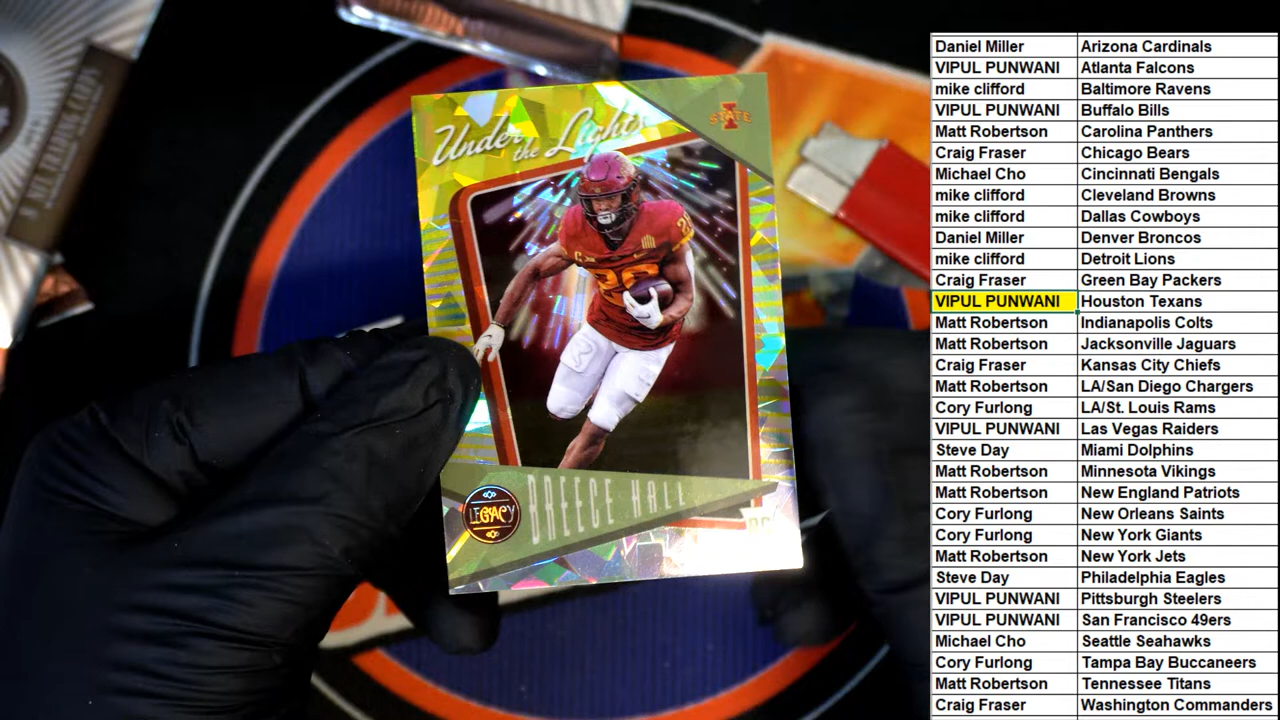 Under
the Lights
I
STATE
28
LEGACY
BREECE HALL
Daniel Miller Arizona Cardinals
VIPUL PUNWANI Atlanta Falcons
mike clifford Baltimore Ravens
VIPUL PUNWANI Buffalo Bills
Matt Robertson Carolina Panthers
Craig Fraser Chicago Bears
Michael Cho Cincinnati Bengals
mike clifford Cleveland Browns
mike clifford Dallas Cowboys
Daniel Miller Denver Broncos
mike clifford Detroit Lions
Craig Fraser Green Bay Packers
VIPUL PUNWANI Houston Texans
Matt Robertson Indianapolis Colts
Matt Robertson Jacksonville Jaguars
Craig Fraser Kansas City Chiefs
Matt Robertson LA/San Diego Chargers
Cory Furlong LA/St. Louis Rams
VIPUL PUNWANI Las Vegas Raiders
Steve Day Miami Dolphins
Matt Robertson Minnesota Vikings
Matt Robertson New England Patriots
Cory Furlong New Orleans Saints
Cory Furlong New York Giants
Matt Robertson New York Jets
Steve Day Philadelphia Eagles
VIPUL PUNWANI Pittsburgh Steelers
VIPUL PUNWANI San Francisco 49ers
Michael Cho Seattle Seahawks
Cory Furlong Tampa Bay Buccaneers
Matt Robertson Tennessee Titans
Craig Fraser Washington Commanders